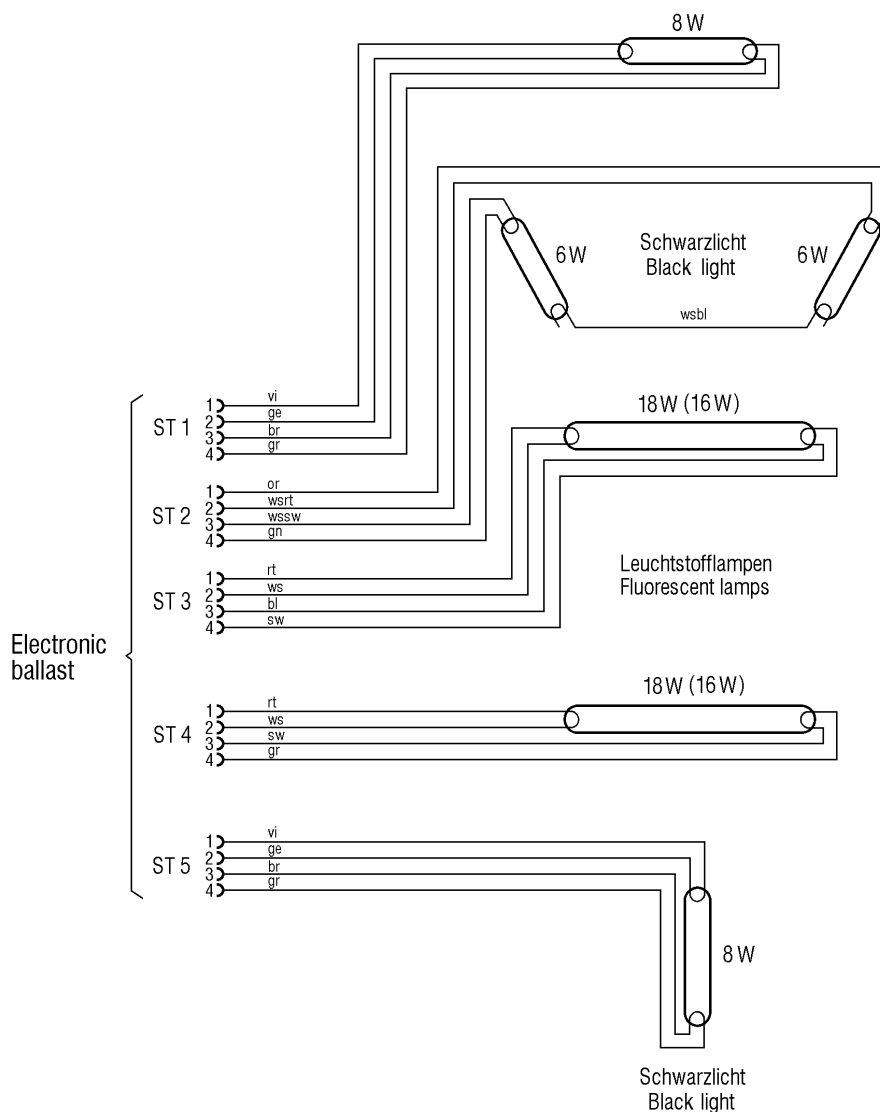 8 W
Schwarzlicht
Black light
6 W
6 W
wsbl
18 W (16 W)
ST 1
1 vi
2 ge
3 br
4 gr
ST 2
1 or
2 wsrt
3 wssw
4 gn
Leuchtstofflampen
Fluorescent lamps
ST 3
1 rt
2 ws
3 bl
4 sw
Electronic
ballast
18 W (16 W)
ST 4
1 rt
2 ws
3 sw
4 gr
ST 5
1 vi
2 ge
3 br
4 gr
8 W
Schwarzlicht
Black light